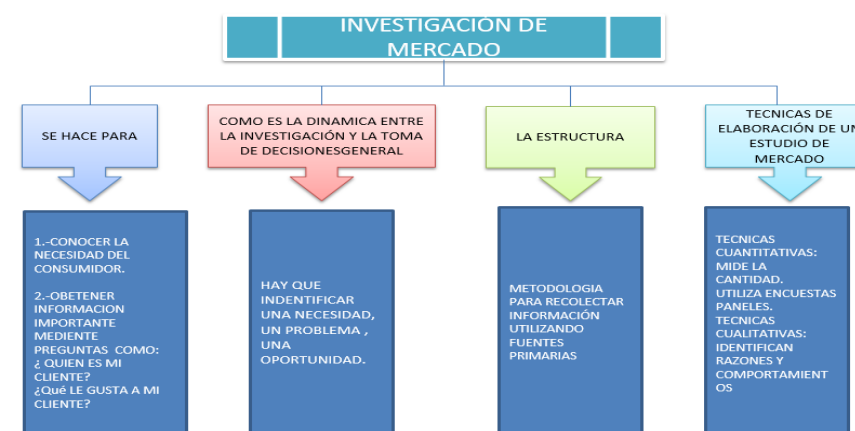 INVESTIGACIÓN DE
MERCADO
SE HACE PARA
COMO ES LA DINAMICA ENTRE
LA INVESTIGACIÓN Y LA TOMA
DE DECISIONESGENERAL
LA ESTRUCTURA
TECNICAS DE
ELABORACIÓN DE UN
ESTUDIO DE
MERCADO
1.-CONOCER LA
NECESIDAD DEL
CONSUMIDOR.
2.-OBETENER
INFORMACION
IMPORTANTE
MEDIENTE
PREGUNTAS COMO:
¿ QUIEN ES MI
CLIENTE?
¿Qué LE GUSTA A MI
CLIENTE?
HAY QUE
INDENTIFICAR
UNA NECESIDAD,
UN PROBLEMA ,
UNA
OPORTUNIDAD.
METODOLOGIA
PARA RECOLECTAR
INFORMACIÓN
UTILIZANDO
FUENTES
PRIMARIAS
TECNICAS
CUANTITATIVAS:
MIDE LA
CANTIDAD.
UTILIZA ENCUESTAS
PANELES.
TECNICAS
CUALITATIVAS:
IDENTIFICAN
RAZONES Y
COMPORTAMIENT
OS